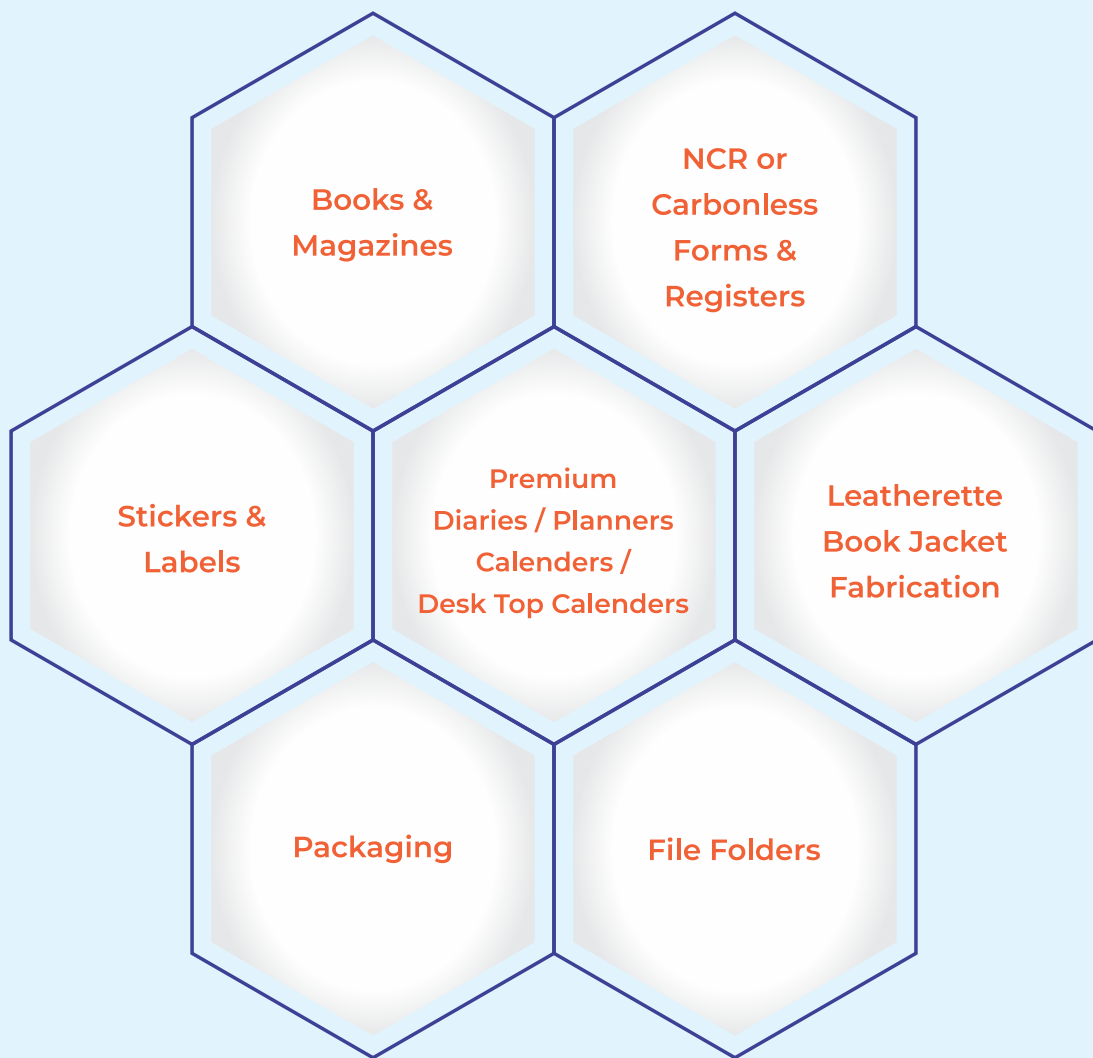 Books &
Magazines
NCR or
Carbonless
Forms &
Registers
Stickers &
Labels
Premium
Diaries / Planners
Calenders /
Desk Top Calenders
Leatherette
Book Jacket
Fabrication
Packaging
File Folders